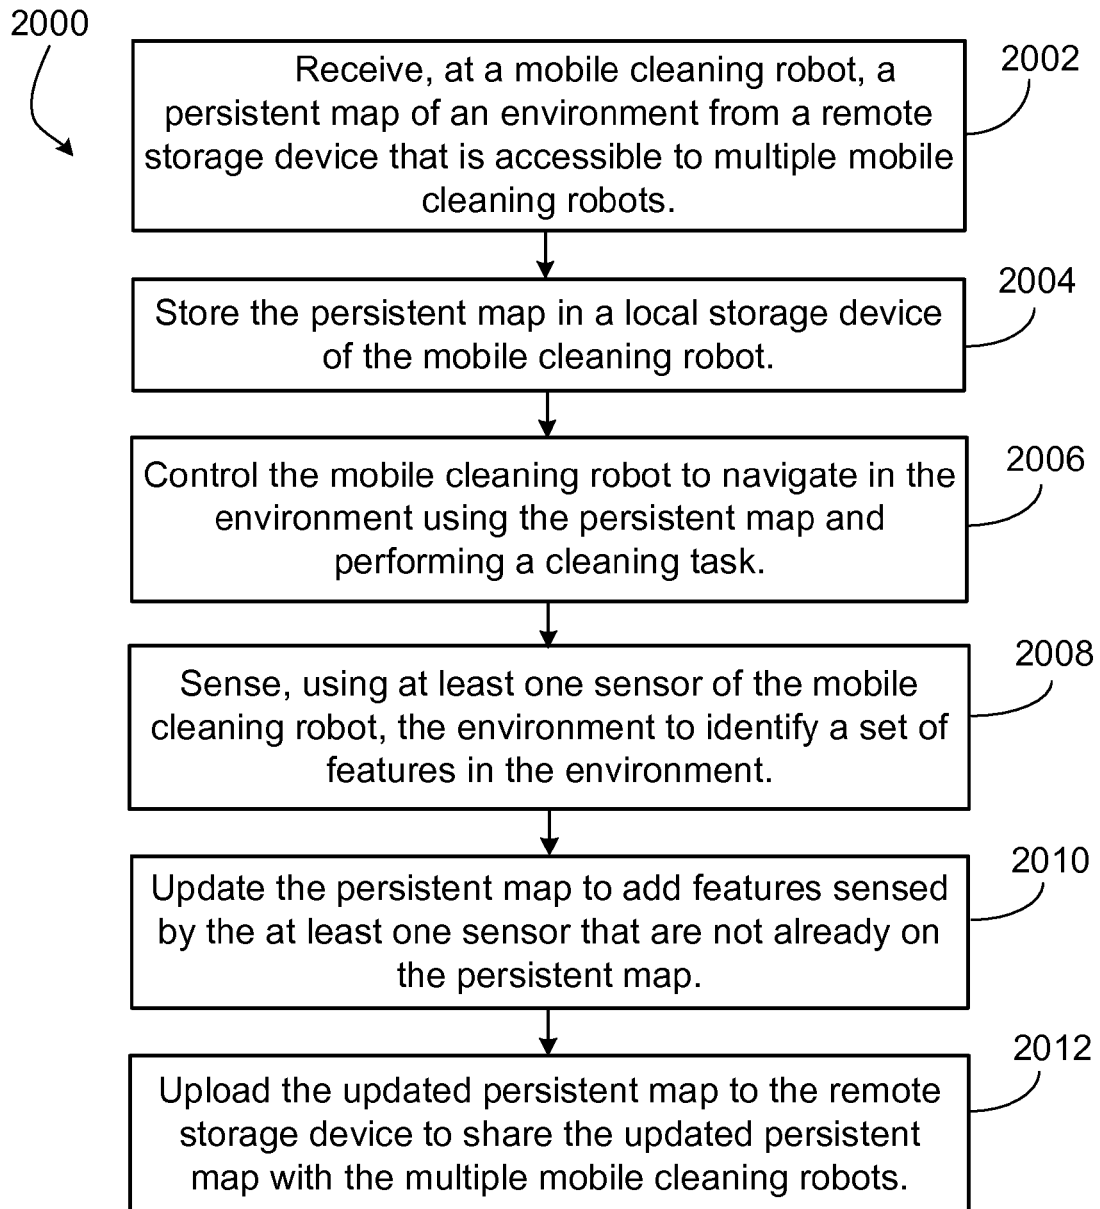 2000
Receive, at a mobile cleaning robot, a
persistent map of an environment from a remote
storage device that is accessible to multiple mobile
cleaning robots.
2002
Store the persistent map in a local storage device
of the mobile cleaning robot.
2004
Control the mobile cleaning robot to navigate in the
environment using the persistent map and
performing a cleaning task.
2006
Sense, using at least one sensor of the mobile
cleaning robot, the environment to identify a set of
features in the environment.
2008
Update the persistent map to add features sensed
by the at least one sensor that are not already on
the persistent map.
2010
Upload the updated persistent map to the remote
storage device to share the updated persistent
map with the multiple mobile cleaning robots.
2012